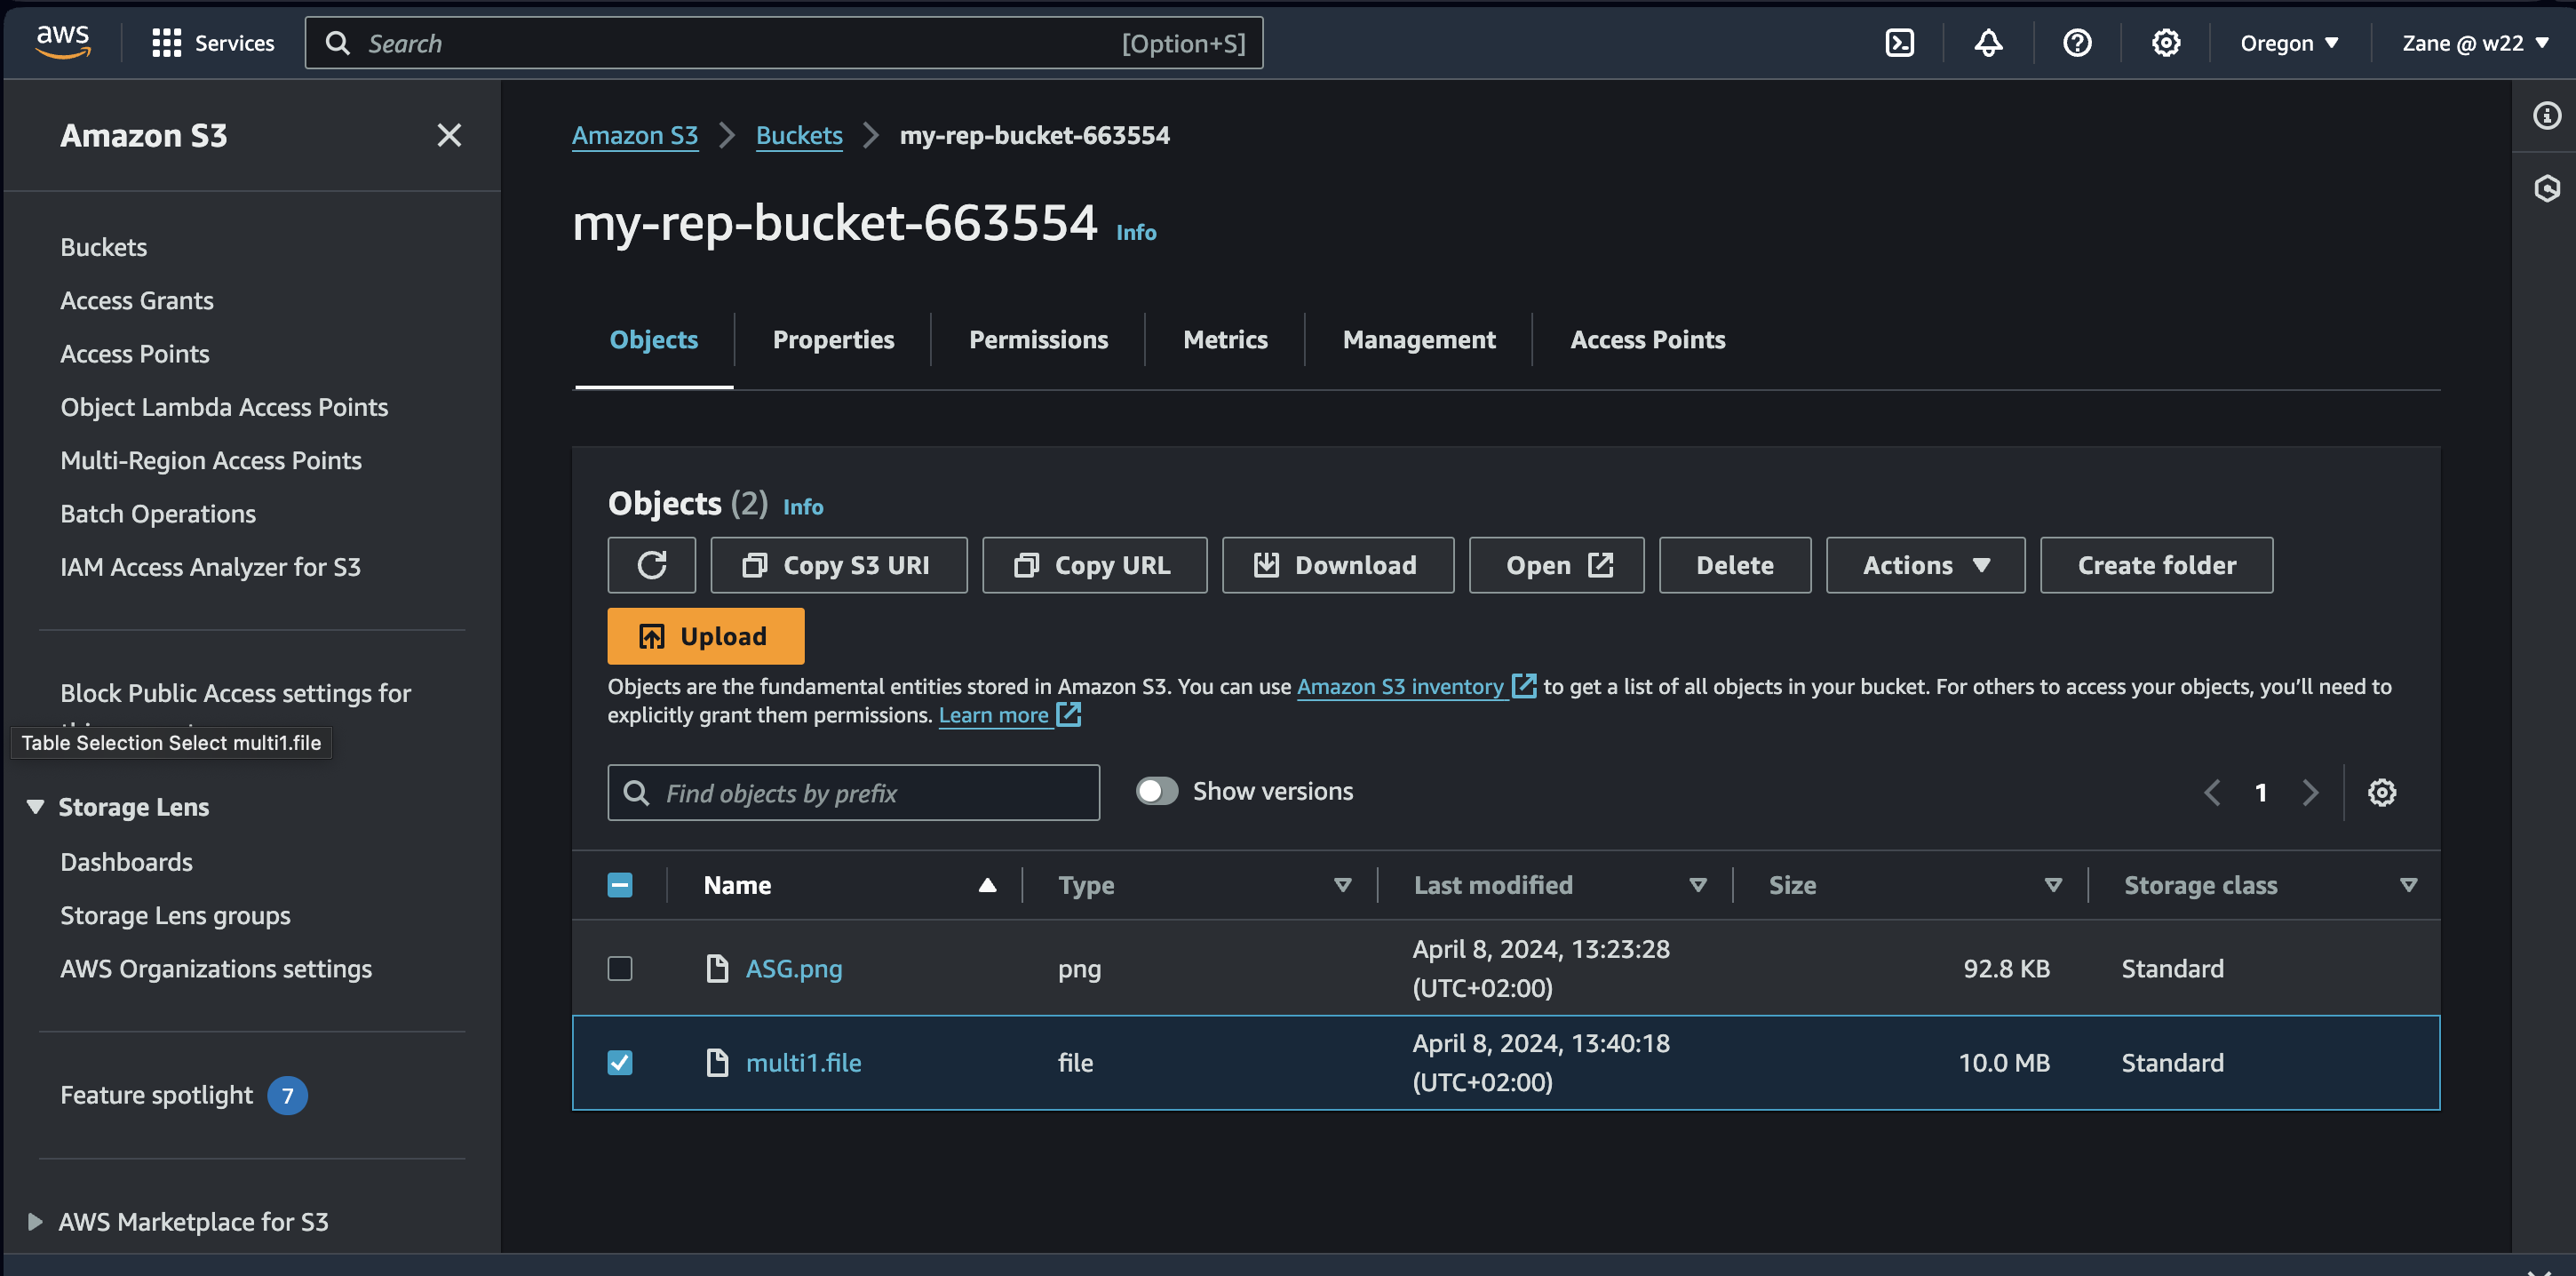 aws
Services
Search
[Option+S]
Oregon
Zane @ w22
Amazon S3
Buckets
Access Grants
Access Points
Object Lambda Access Points
Multi-Region Access Points
Batch Operations
IAM Access Analyzer for S3
Block Public Access settings for
Table Selection Select multi1.file
Storage Lens
Dashboards
Storage Lens groups
AWS Organizations settings
Feature spotlight 7
AWS Marketplace for S3
Amazon S3 > Buckets > my-rep-bucket-663554
my-rep-bucket-663554 Info
Objects
Properties
Permissions
Metrics
Management
Access Points
Objects (2) Info
Copy S3 URI
Copy URL
Download
Open
Delete
Actions
Create folder
Upload
Objects are the fundamental entities stored in Amazon S3. You can use Amazon S3 inventory to get a list of all objects in your bucket. For others to access your objects, you’ll need to
explicitly grant them permissions. Learn more
Find objects by prefix
Show versions
1
Name Type Last modified Size Storage class
ASG.png png April 8, 2024, 13:23:28 (UTC+02:00) 92.8 KB Standard
multi1.file file April 8, 2024, 13:40:18 (UTC+02:00) 10.0 MB Standard